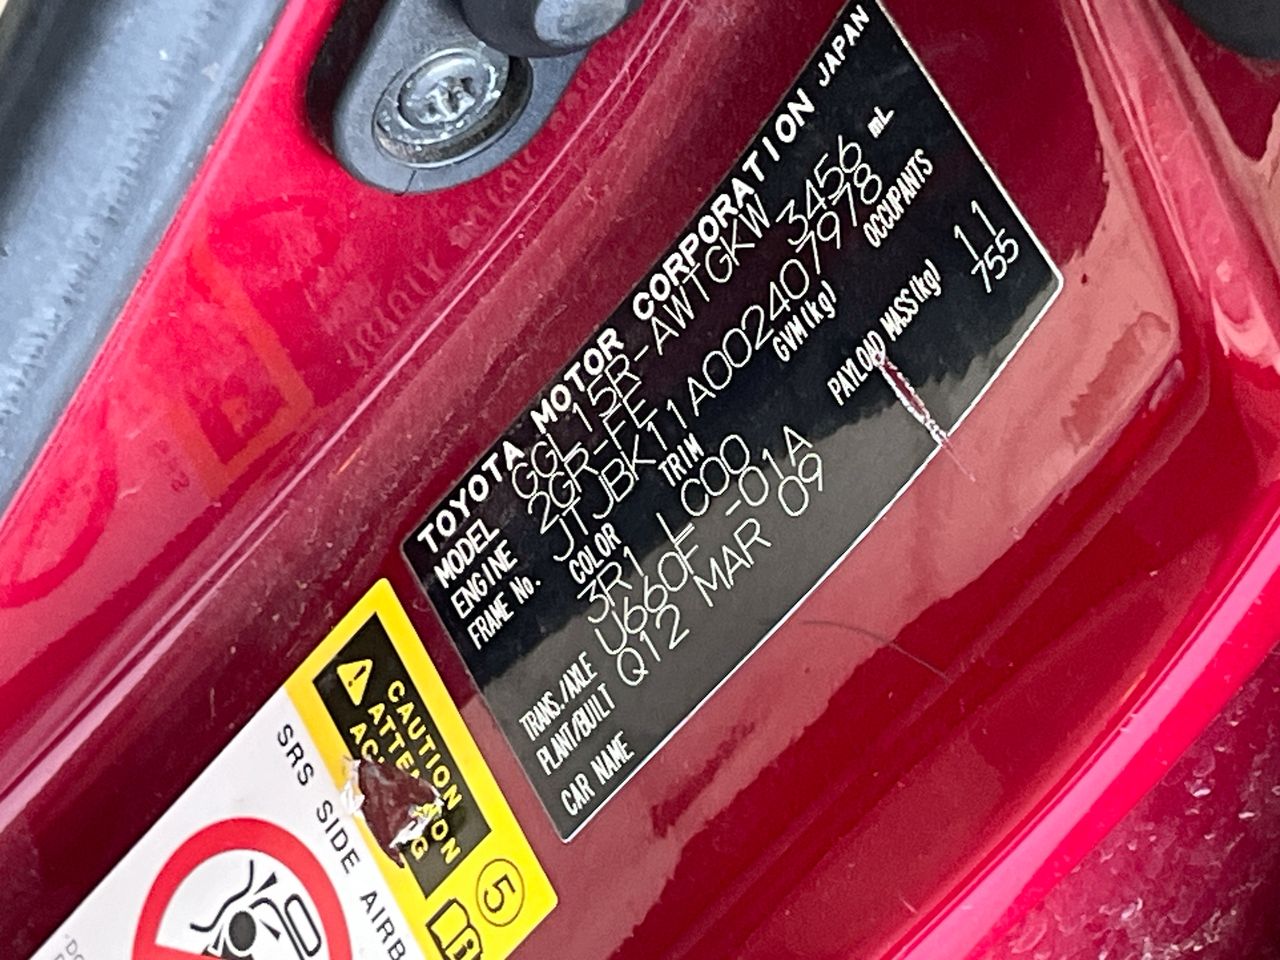 TOYOTA MOTOR CORPORATION JAPAN
MODEL GGL15R-AWTGKW
ENGINE 2GR-FE 3456 mL
FRAME No. JTJBK11A002407978
COLOR TRIM GVM(kg) OCCUPANTS
3R1 LC00 11
TRANS./AXLE U660F -01A PAYLOAD MASS(kg) 755
PLANT/BUILT Q12 MAR 09
CAR NAME
CAUTION
5
SRS SIDE